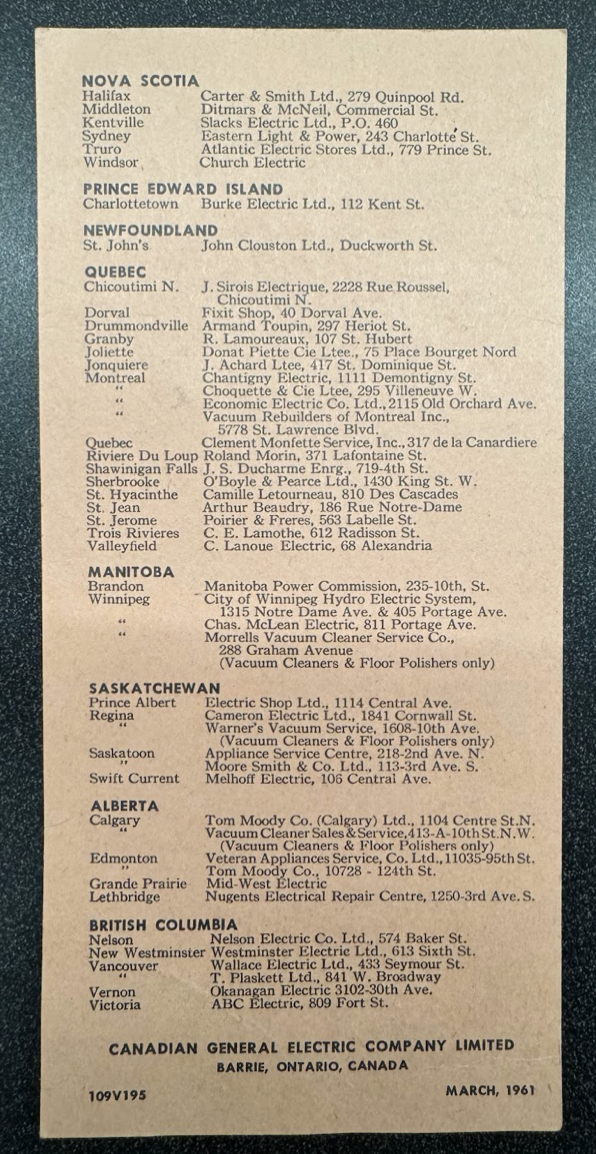 NOVA SCOTIA
Halifax Carter & Smith Ltd., 279 Quinpool Rd.
Middleton Ditmars & McNeil, Commercial St.
Kentville Slacks Electric Ltd., P.O. 460
Sydney Eastern Light & Power, 243 Charlotte St.
Truro Atlantic Electric Stores Ltd., 779 Prince St.
Windsor Church Electric
PRINCE EDWARD ISLAND
Charlottetown Burke Electric Ltd., 112 Kent St.
NEWFOUNDLAND
St. John's John Clouston Ltd., Duckworth St.
QUEBEC
Chicoutimi N. J. Sirois Electrique, 2228 Rue Roussel,
Chicoutimi N.
Dorval Fixit Shop, 40 Dorval Ave.
Drummondville Armand Toupin, 297 Heriot St.
Granby R. Lamoureaux, 107 St. Hubert
Joliette Donat Piette Cie Ltee., 75 Place Bourget Nord
Jonquiere J. Achard Ltee, 417 St. Dominique St.
Montreal Chantigny Electric, 1111 Demontigny St.
" Choquette & Cie Ltee, 295 Villeneuve W.
" Economic Electric Co. Ltd., 2115 Old Orchard Ave.
" Vacuum Rebuilders of Montreal Inc.,
5778 St. Lawrence Blvd.
Quebec Clement Monfette Service, Inc., 317 de la Canardiere
Riviere Du Loup Roland Morin, 371 Lafontaine St.
Shawinigan Falls J. S. Ducharme Enrg., 719-4th St.
Sherbrooke O'Boyle & Pearce Ltd., 1430 King St. W.
St. Hyacinthe Camille Letourneau, 810 Des Cascades
St. Jean Arthur Beaudry, 186 Rue Notre-Dame
St. Jerome Poirier & Freres, 563 Labelle St.
Trois Rivieres C. E. Lamothe, 612 Radisson St.
Valleyfield C. Lanoue Electric, 68 Alexandria
MANITOBA
Brandon Manitoba Power Commission, 235-10th, St.
Winnipeg City of Winnipeg Hydro Electric System,
1315 Notre Dame Ave. & 405 Portage Ave.
" Chas. McLean Electric, 811 Portage Ave.
" Morrells Vacuum Cleaner Service Co.,
288 Graham Avenue
(Vacuum Cleaners & Floor Polishers only)
SASKATCHEWAN
Prince Albert Electric Shop Ltd., 1114 Central Ave.
Regina Cameron Electric Ltd., 1841 Cornwall St.
" Warner's Vacuum Service, 1608-10th Ave.
(Vacuum Cleaners & Floor Polishers only)
Saskatoon Appliance Service Centre, 218-2nd Ave. N.
" Moore Smith & Co. Ltd., 113-3rd Ave. S.
Swift Current Melhoff Electric, 106 Central Ave.
ALBERTA
Calgary Tom Moody Co. (Calgary) Ltd., 1104 Centre St.N.
" Vacuum Cleaner Sales & Service, 413-A-10th St.N.W.
(Vacuum Cleaners & Floor Polishers only)
Edmonton Veteran Appliances Service, Co. Ltd., 11035-95th St.
" Tom Moody Co., 10728 - 124th St.
Grande Prairie Mid-West Electric
Lethbridge Nugents Electrical Repair Centre, 1250-3rd Ave. S.
BRITISH COLUMBIA
Nelson Nelson Electric Co. Ltd., 574 Baker St.
New Westminster Westminster Electric Ltd., 613 Sixth St.
Vancouver Wallace Electric Ltd., 433 Seymour St.
" T. Plaskett Ltd., 841 W. Broadway
Vernon Okanagan Electric 3102-30th Ave.
Victoria ABC Electric, 809 Fort St.
CANADIAN GENERAL ELECTRIC COMPANY LIMITED
BARRIE, ONTARIO, CANADA
109V195 MARCH, 1961